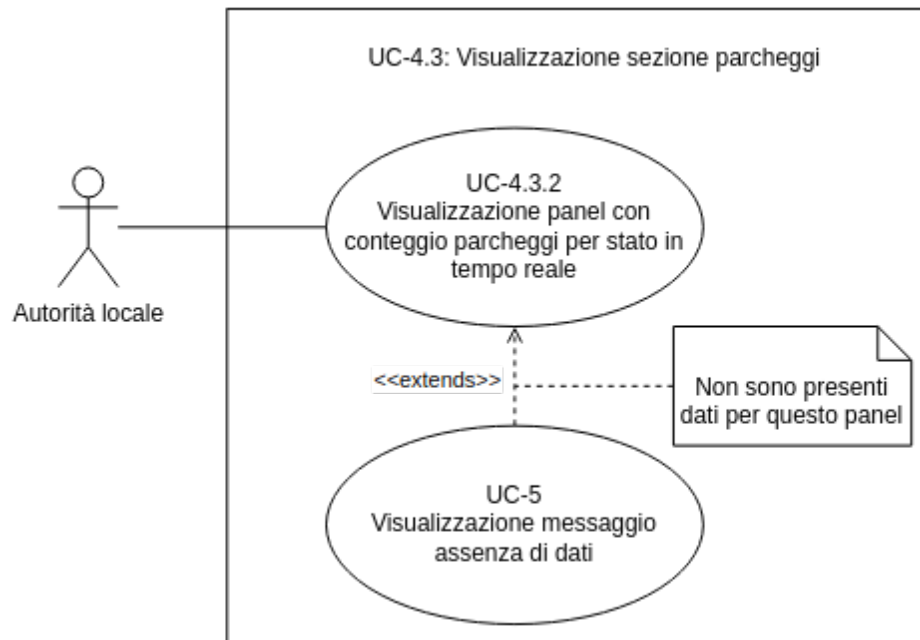 UC-4.3: Visualizzazione sezione parcheggi
UC-4.3.2
Visualizzazione panel con
conteggio parcheggi per stato in
tempo reale
Autorità locale
<<extends>>
Non sono presenti
dati per questo panel
UC-5
Visualizzazione messaggio
assenza di dati